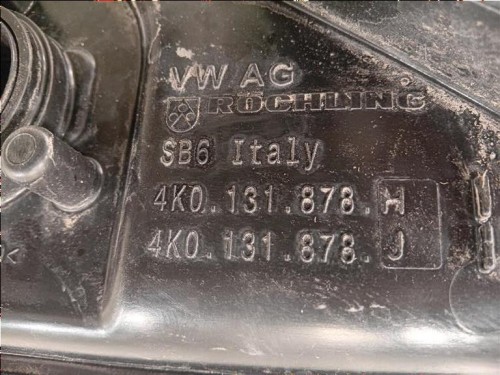 VW AG
RÖCHLING
SB6 Italy
4K0.131.878.H
4K0.131.878.J